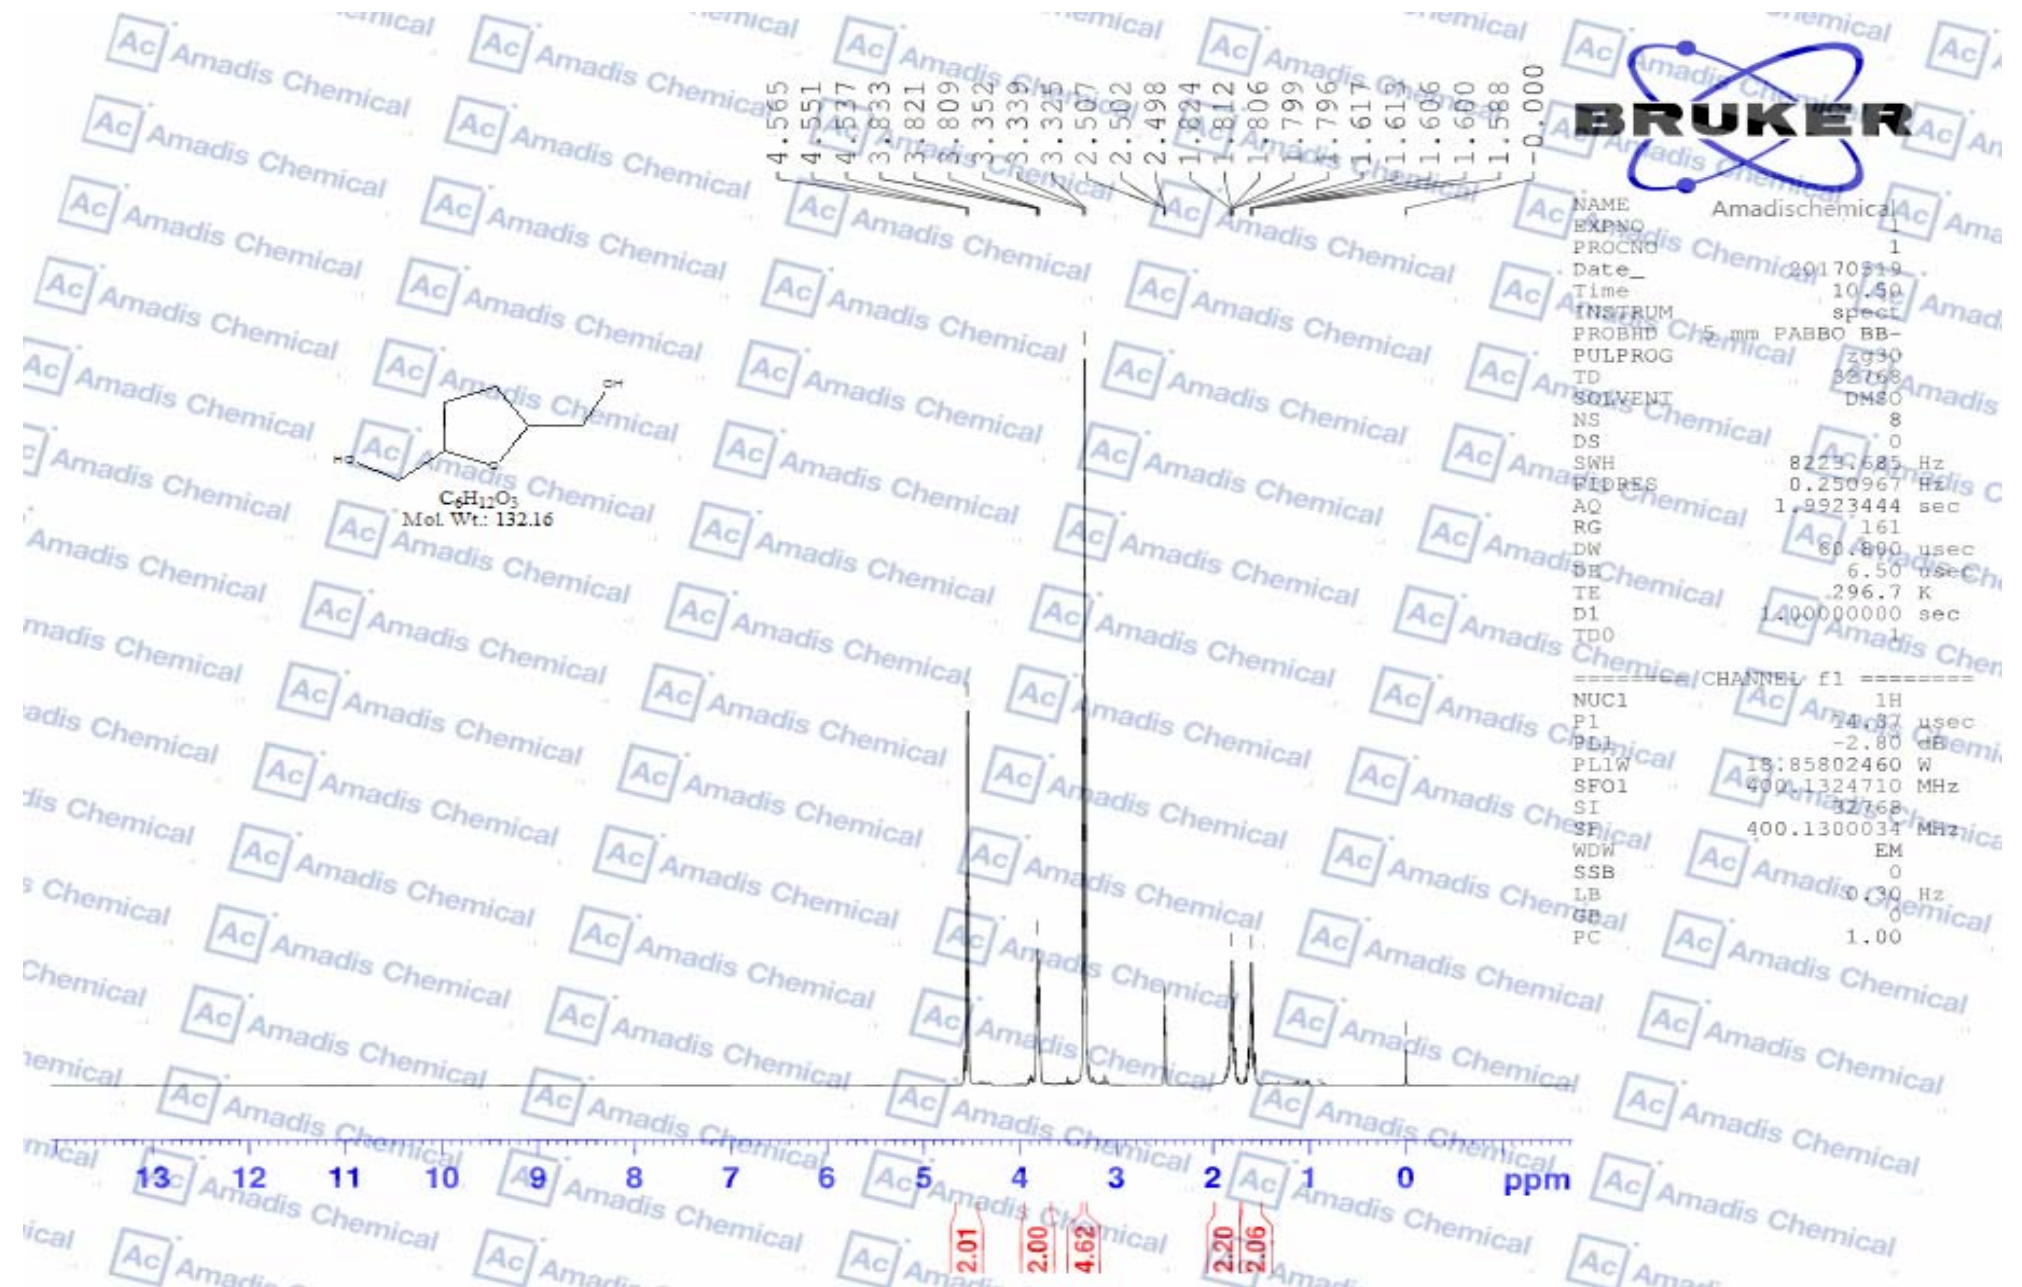 4.565
4.551
4.537
3.833
3.821
3.809
3.352
3.339
3.325
2.507
2.502
2.498
1.824
1.812
1.806
1.799
1.796
1.617
1.613
1.606
1.600
1.588
-0.000
BRUKER
NAME Amadischemical
EXPNO 1
PROCNO 1
Date_ 20170519
Time 10.50
INSTRUM spect
PROBHD 5 mm PABBO BB-
PULPROG zg30
TD 32768
SOLVENT DMSO
NS 8
DS 0
SWH 8223.685 Hz
FIDRES 0.250967 Hz
AQ 1.9923444 sec
RG 161
DW 60.800 usec
DE 6.50 usec
TE 296.7 K
D1 1.00000000 sec
TD0 1
======== CHANNEL f1 ========
NUC1 1H
P1 14.37 usec
PL1 -2.80 dB
PL1W 18.85802460 W
SFO1 400.1324710 MHz
SI 32768
SF 400.1300034 MHz
WDW EM
SSB 0
LB 0.30 Hz
GB 0
PC 1.00
OH
HO
O
C6H12O3
Mol. Wt.: 132.16
13 12 11 10 9 8 7 6 5 4 3 2 1 0 ppm
2.01
2.00
4.62
2.20
2.06
Ac Amadis Chemical